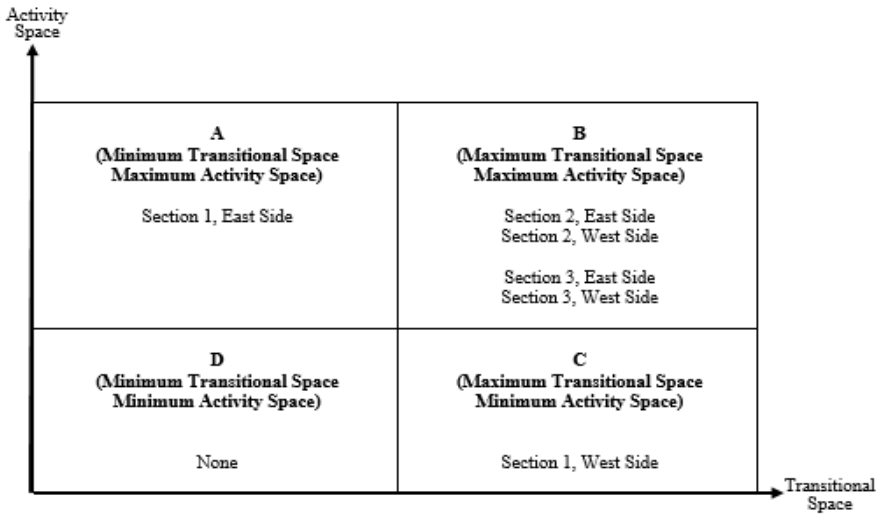 Activity
Space
A
(Minimum Transitional Space
Maximum Activity Space)
Section 1, East Side
B
(Maximum Transitional Space
Maximum Activity Space)
Section 2, East Side
Section 2, West Side
Section 3, East Side
Section 3, West Side
D
(Minimum Transitional Space
Minimum Activity Space)
None
C
(Maximum Transitional Space
Minimum Activity Space)
Section 1, West Side
Transitional
Space